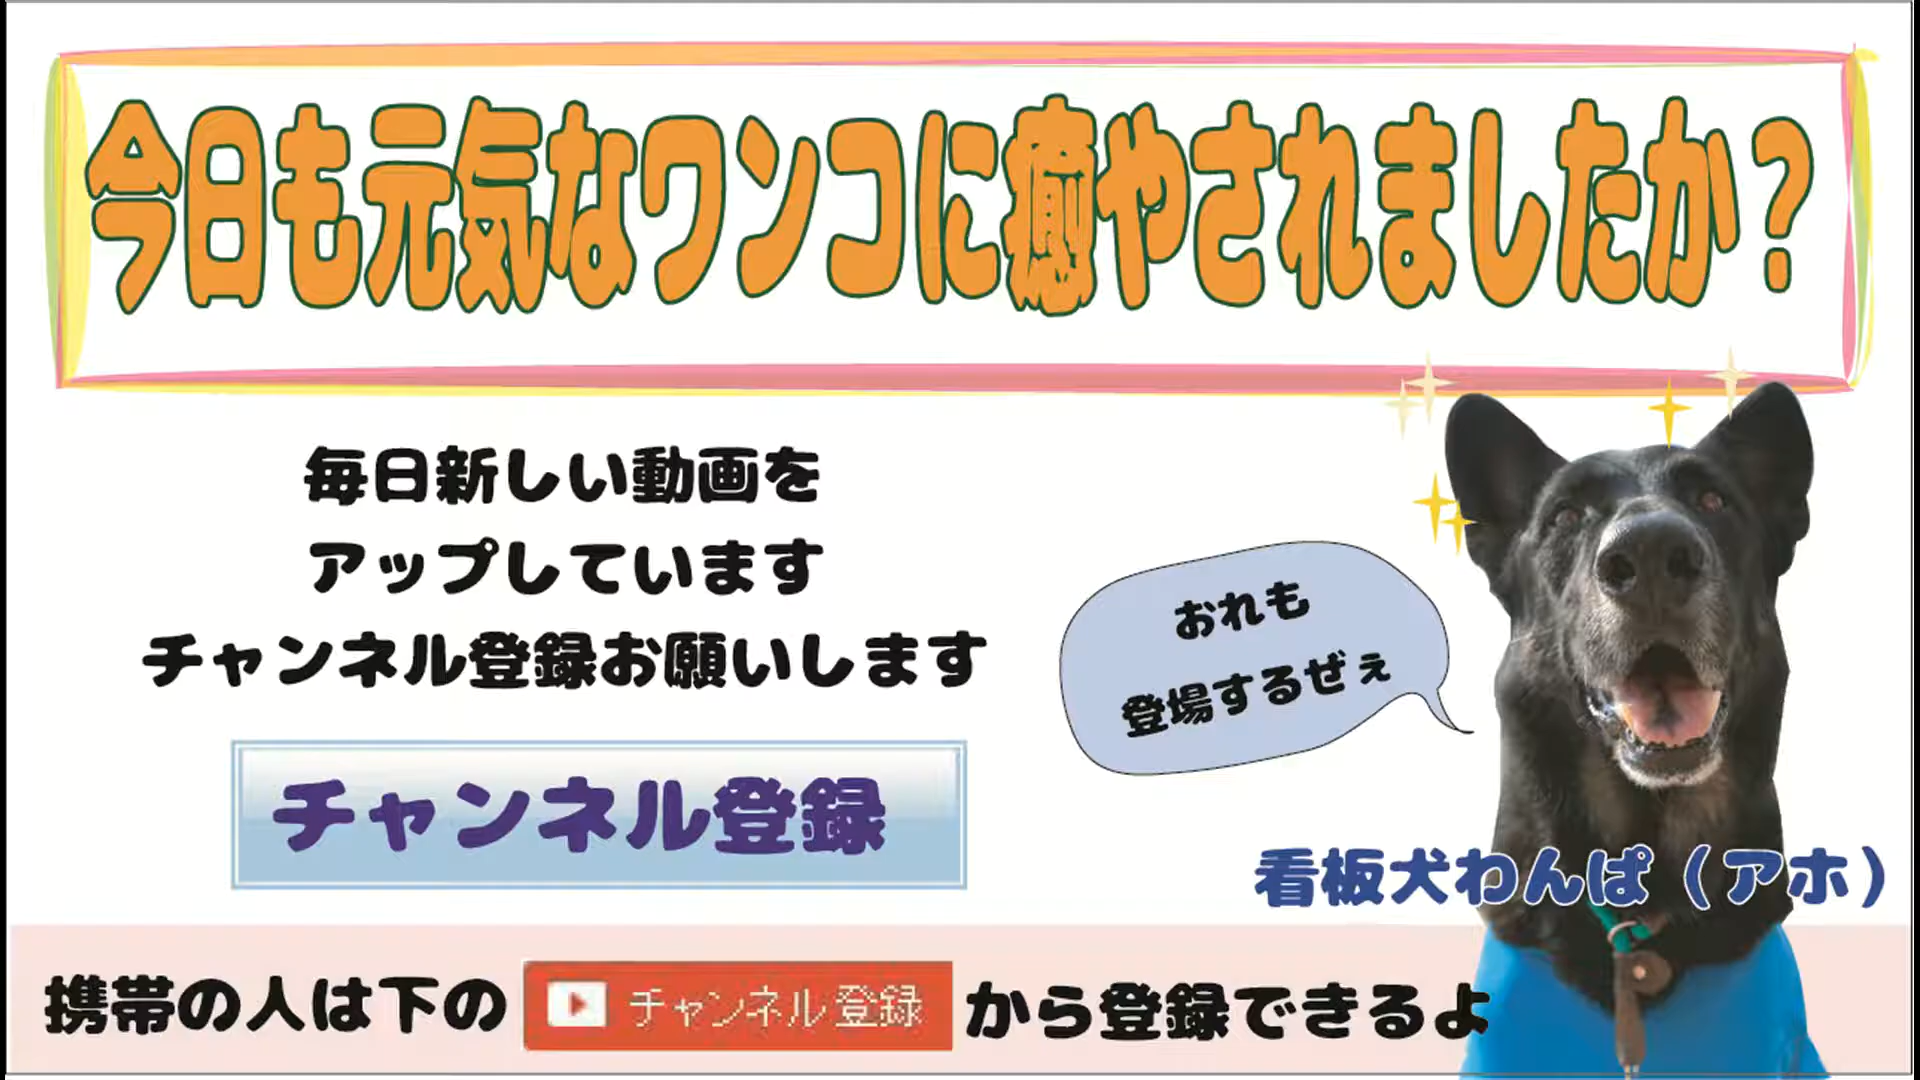 今日も元気なワンコに癒やされましたか？
毎日新しい動画を
アップしています
チャンネル登録お願いします
チャンネル登録
おれも
登場するぜぇ
看板犬わんぱ（アホ）
携帯の人は下の チャンネル登録 から登録できるよ